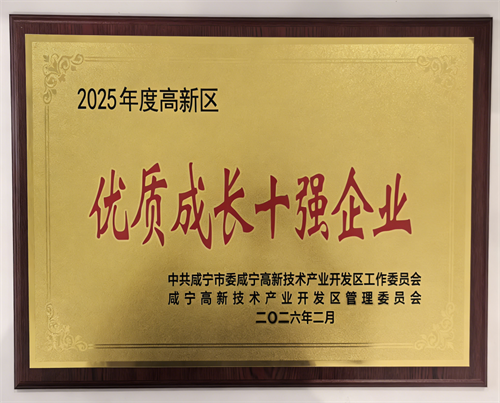 2025年度高新区
优质成长十强企业
中共咸宁市委咸宁高新技术产业开发区工作委员会
咸宁高新技术产业开发区管理委员会
二〇二六年二月